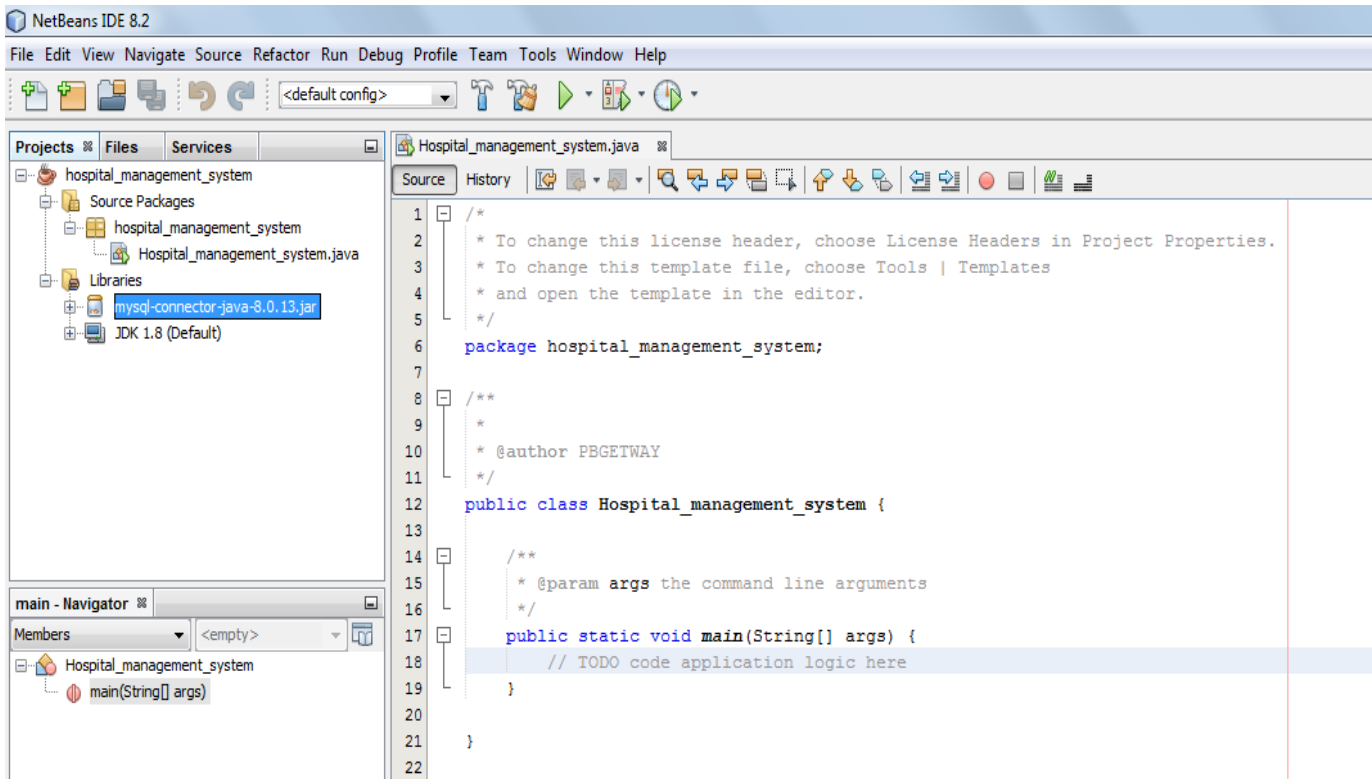 NetBeans IDE 8.2
File Edit View Navigate Source Refactor Run Debug Profile Team Tools Window Help
<default config>
Projects Files Services
hospital_management_system
Source Packages
hospital_management_system
Hospital_management_system.java
Libraries
mysql-connector-java-8.0.13.jar
JDK 1.8 (Default)
main - Navigator
Members <empty>
Hospital_management_system
main(String[] args)
Hospital_management_system.java
Source History
1 /*
2 * To change this license header, choose License Headers in Project Properties.
3 * To change this template file, choose Tools | Templates
4 * and open the template in the editor.
5 */
6 package hospital_management_system;
7
8 /**
9 *
10 * @author PBGETWAY
11 */
12 public class Hospital_management_system {
13
14 /**
15 * @param args the command line arguments
16 */
17 public static void main(String[] args) {
18 // TODO code application logic here
19 }
20
21 }
22